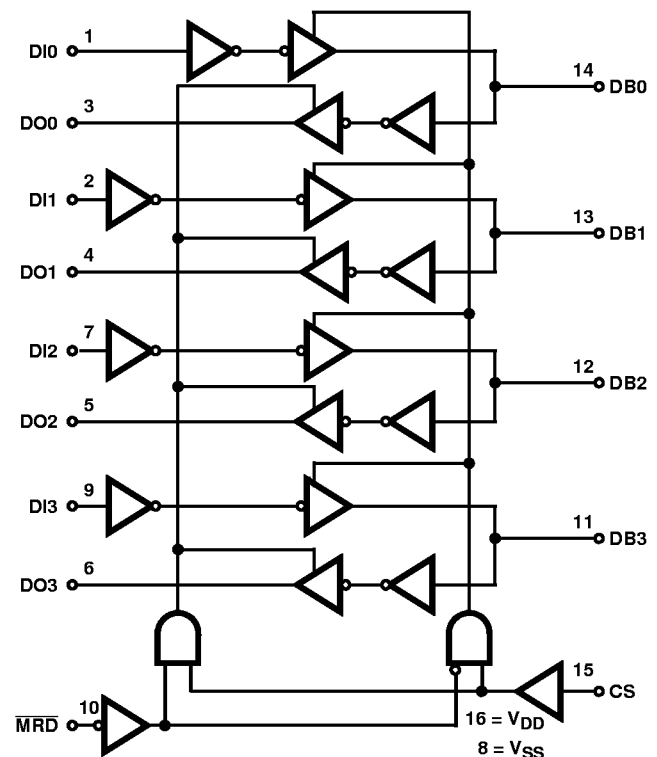 DI0 1
14 DB0
DO0 3
DI1 2
13 DB1
DO1 4
DI2 7
12 DB2
DO2 5
DI3 9
11 DB3
DO3 6
15 CS
MRD 10
16 = VDD
8 = VSS